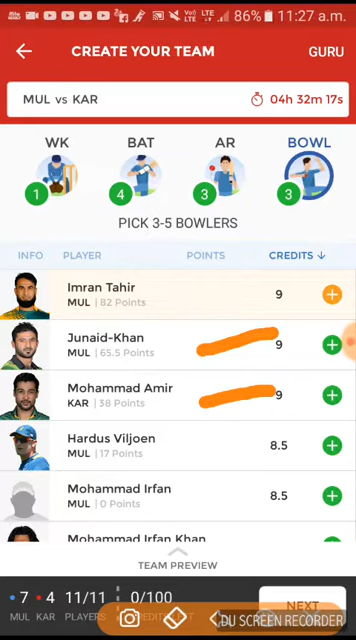 Volte LTE 86% 11:27 a.m.
CREATE YOUR TEAM GURU
MUL vs KAR 04h 32m 17s
WK BAT AR BOWL
1 4 3 3
PICK 3-5 BOWLERS
INFO PLAYER POINTS CREDITS ↓
Imran Tahir
MUL | 82 Points 9
Junaid-Khan
MUL | 65.5 Points 9
Mohammad Amir
KAR | 38 Points 9
Hardus Viljoen
MUL | 17 Points 8.5
Mohammad Irfan
MUL | 0 Points 8.5
Mohammad Irfan Khan
TEAM PREVIEW
7 4 11/11 0/100 NEXT
MUL KAR PLAYERS
DU SCREEN RECORDER